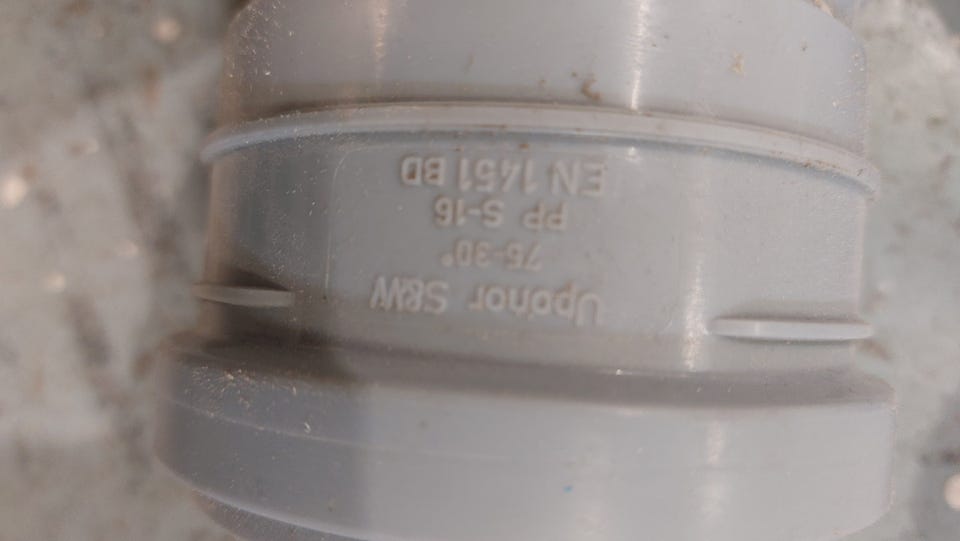 Uponor S&W
75-30°
PP S-16
EN 1451 BD